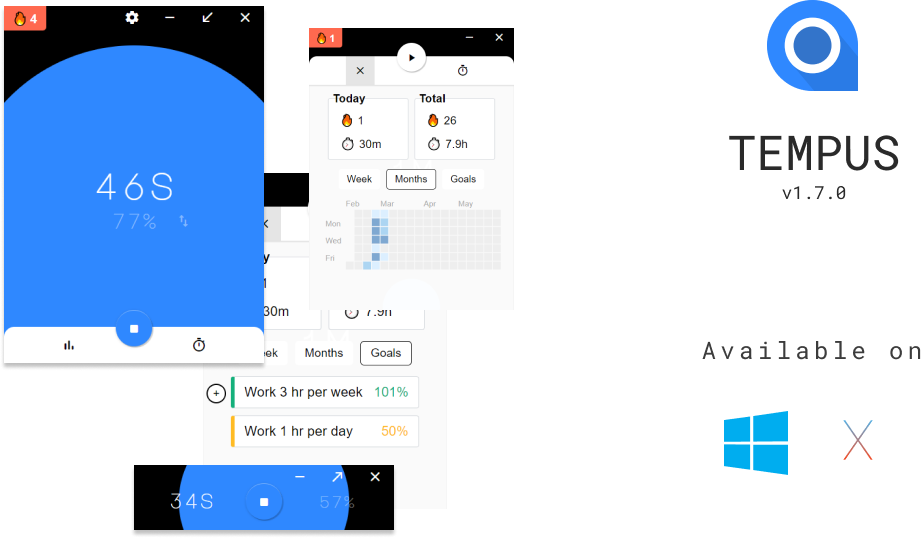 4
46S
77%
1
Today
1
30m
Total
26
7.9h
Week
Months
Goals
Feb
Mar
Apr
May
Mon
Wed
Fri
y
1
30m
7.9h
ek
Months
Goals
Work 3 hr per week 101%
Work 1 hr per day 50%
34S
57%
TEMPUS
v1.7.0
Available on